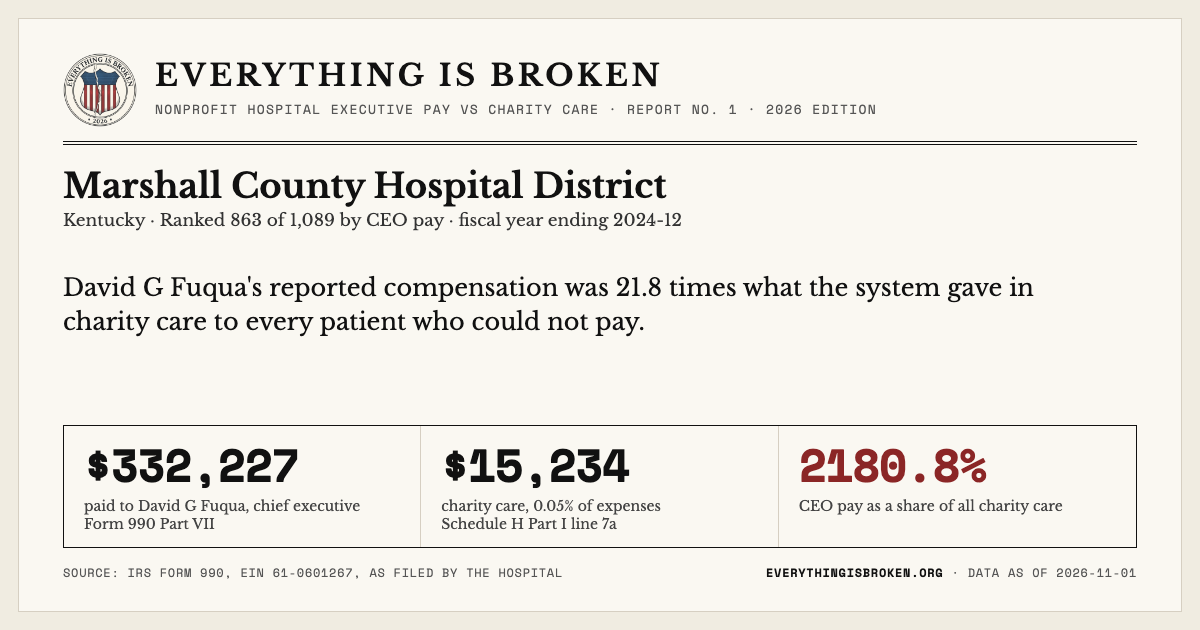 EVERYTHING IS BROKEN
2026
EVERYTHING IS BROKEN
NONPROFIT HOSPITAL EXECUTIVE PAY VS CHARITY CARE · REPORT NO. 1 · 2026 EDITION
Marshall County Hospital District
Kentucky · Ranked 863 of 1,089 by CEO pay · fiscal year ending 2024-12
David G Fuqua's reported compensation was 21.8 times what the system gave in
charity care to every patient who could not pay.
$332,227
paid to David G Fuqua, chief executive
Form 990 Part VII
$15,234
charity care, 0.05% of expenses
Schedule H Part I line 7a
2180.8%
CEO pay as a share of all charity care
SOURCE: IRS FORM 990, EIN 61-0601267, AS FILED BY THE HOSPITAL
EVERYTHINGISBROKEN.ORG · DATA AS OF 2026-11-01